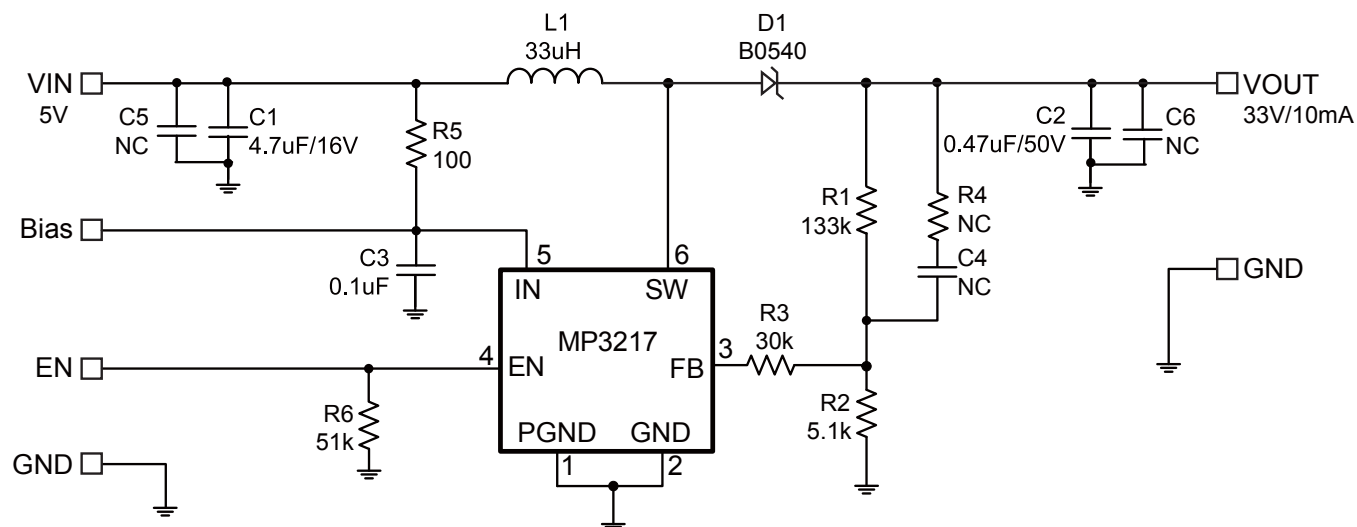 L1
33uH
D1
B0540
VIN
5V
C5
NC
C1
4.7uF/16V
R5
100
C2
0.47uF/50V
C6
NC
VOUT
33V/10mA
R1
133k
R4
NC
C4
NC
Bias
C3
0.1uF
5
6
IN
SW
MP3217
GND
R3
30k
EN
4
EN
FB
3
R6
51k
R2
5.1k
PGND
GND
1
2
GND